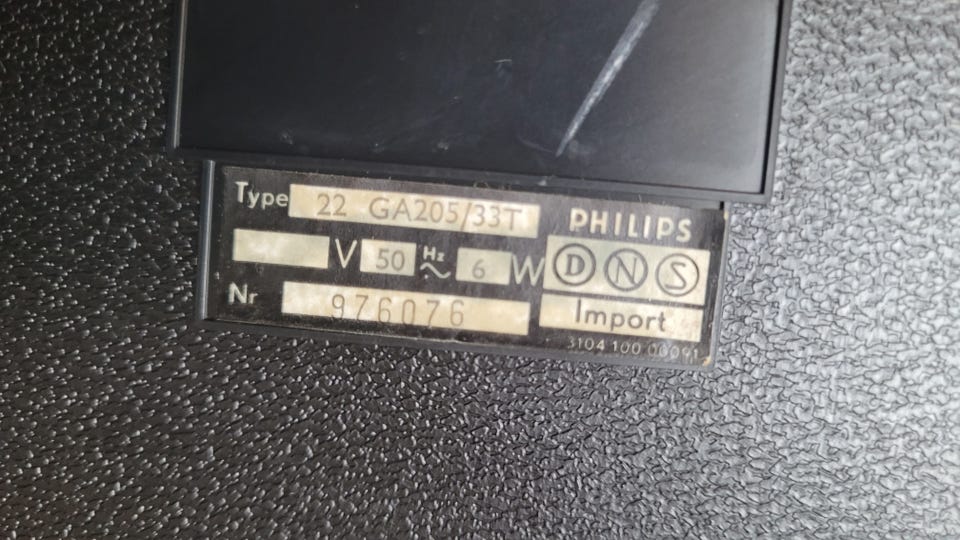 Type 22 GA205/33T PHILIPS
V 50 Hz ~ 6 W D N S
Nr 976076 Import
3104 100 00091